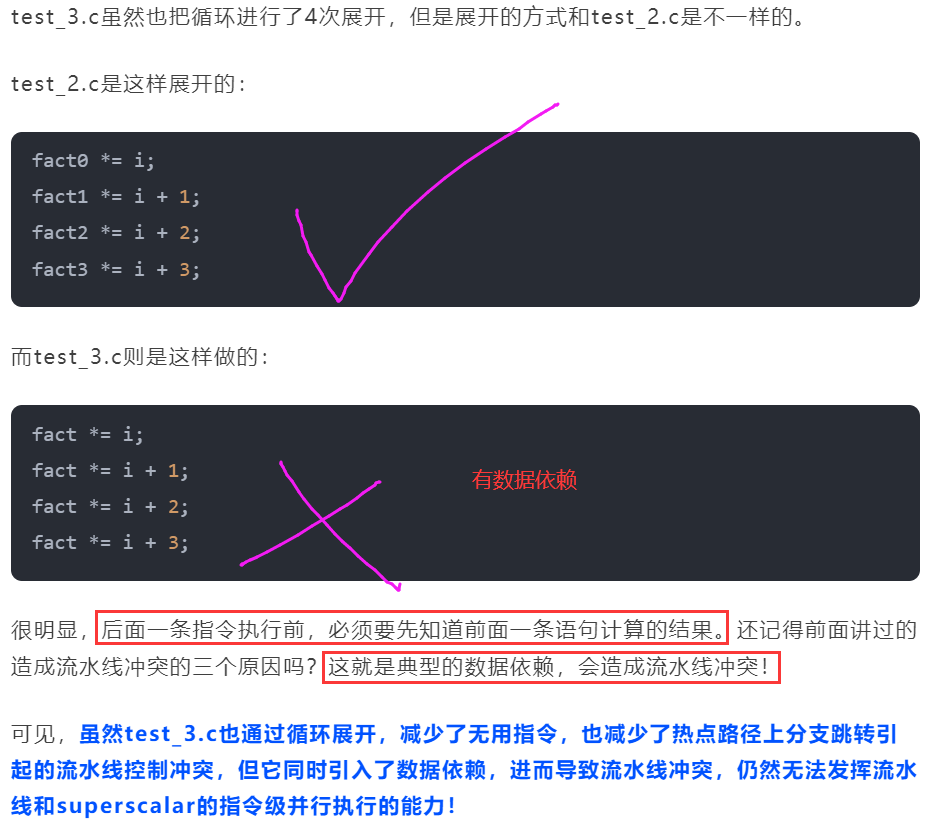 test_3.c虽然也把循环进行了4次展开，但是展开的方式和test_2.c是不一样的。
test_2.c是这样展开的：
fact0 *= i;
fact1 *= i + 1;
fact2 *= i + 2;
fact3 *= i + 3;
而test_3.c则是这样做的：
fact *= i;
fact *= i + 1;
有数据依赖
fact *= i + 2;
fact *= i + 3;
很明显，后面一条指令执行前，必须要先知道前面一条语句计算的结果。还记得前面讲过的
造成流水线冲突的三个原因吗？这就是典型的数据依赖，会造成流水线冲突！
可见，虽然test_3.c也通过循环展开，减少了无用指令，也减少了热点路径上分支跳转引
起的流水线控制冲突，但它同时引入了数据依赖，进而导致流水线冲突，仍然无法发挥流水
线和superscalar的指令级并行执行的能力！